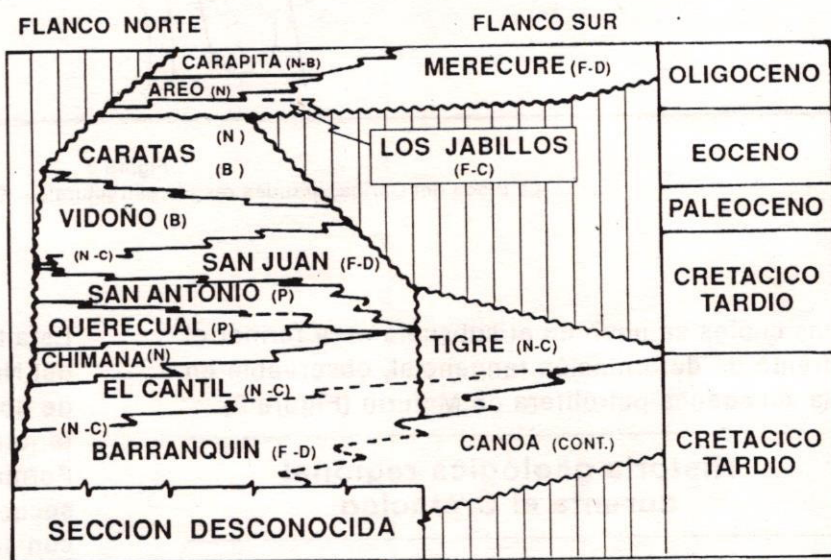 FLANCO NORTE FLANCO SUR
CARAPITA (N-B)
MERECURE (F-D)
OLIGOCENO
AREO (N)
LOS JABILLOS
(F-C)
(N)
CARATAS
(B)
EOCENO
VIDOÑO (B)
PALEOCENO
(N-C)
SAN JUAN (F-D)
CRETACICO
TARDIO
SAN ANTONIO (P)
QUERECUAL (P)
TIGRE (N-C)
CHIMANA (N)
EL CANTIL (N-C)
(N-C)
BARRANQUIN (F-D)
CANOA (CONT.)
CRETACICO
TARDIO
SECCION DESCONOCIDA